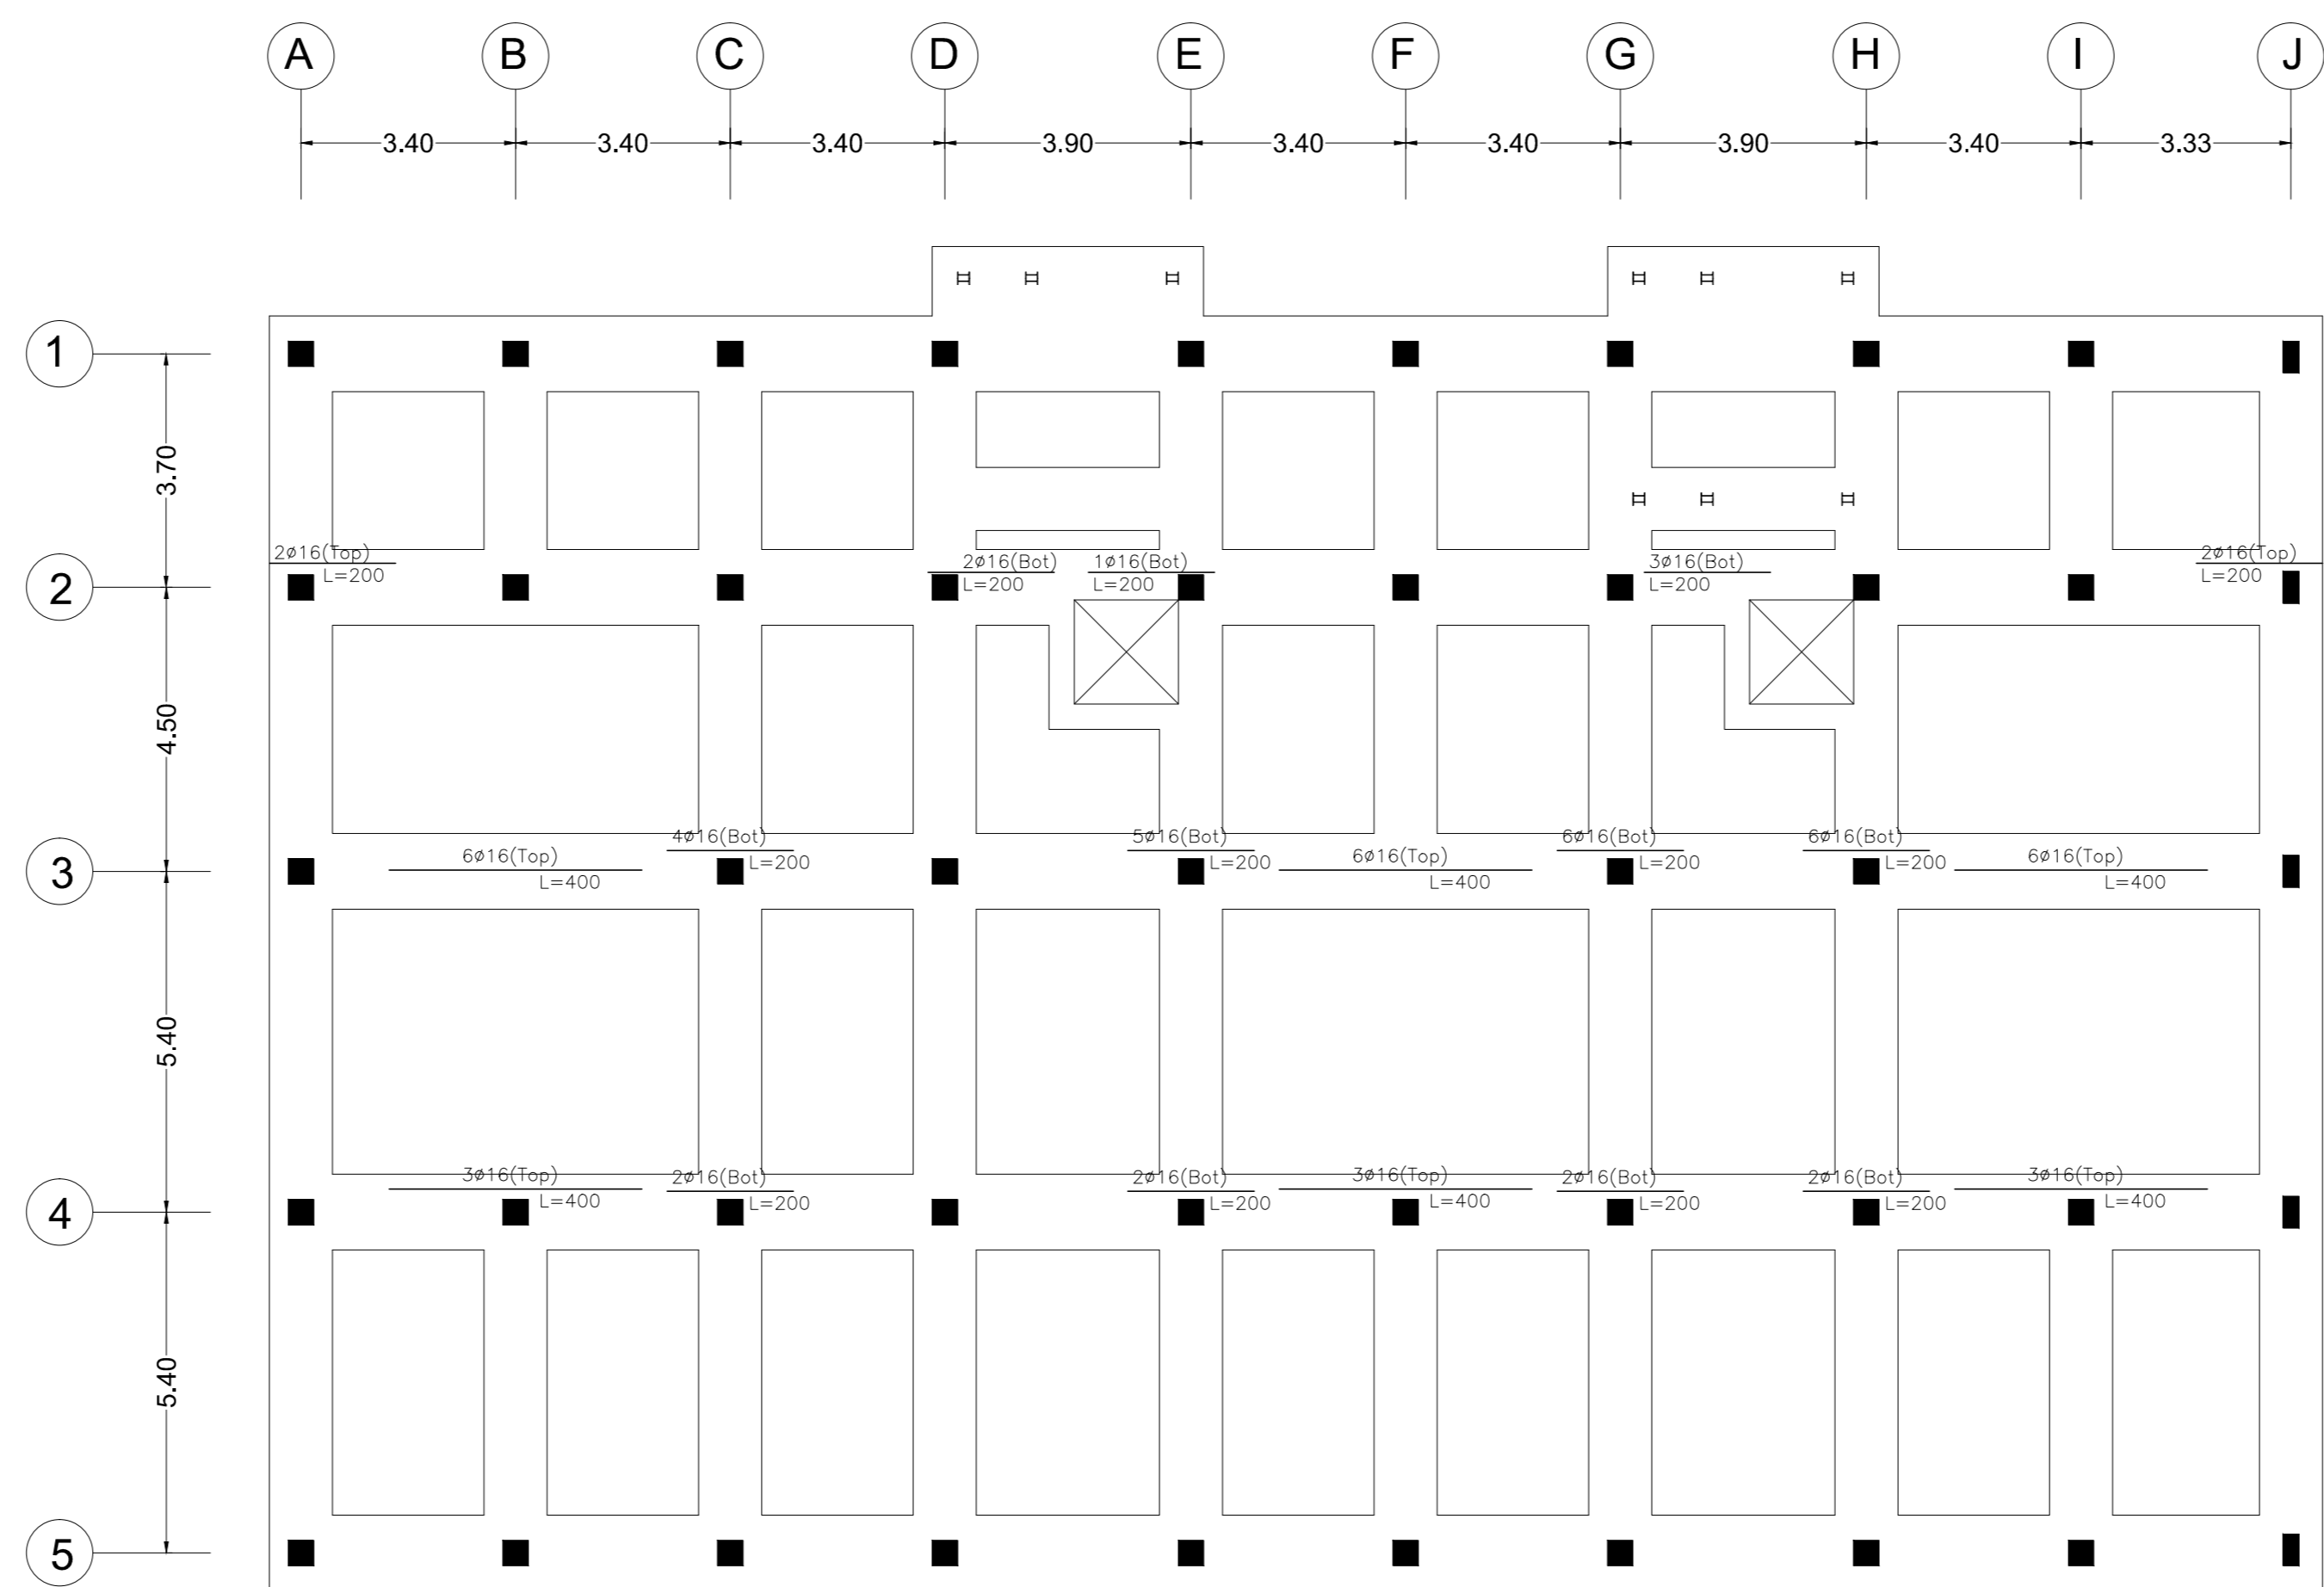 A B C D E F G H I J
3.40 3.40 3.40 3.90 3.40 3.40 3.90 3.40 3.33
1
3.70
2ø16(Top) 2ø16(Bot) 1ø16(Bot) 3ø16(Bot) 2ø16(Top)
L=200 L=200 L=200 L=200 L=200
2
4.50
4ø16(Bot) 5ø16(Bot) 6ø16(Bot) 6ø16(Bot)
6ø16(Top) 6ø16(Top) 6ø16(Top)
L=200 L=200 L=200 L=200
3
L=400 L=400 L=400
5.40
3ø16(Top) 2ø16(Bot) 2ø16(Bot) 3ø16(Top) 2ø16(Bot) 2ø16(Bot) 3ø16(Top)
L=400 L=200 L=200 L=400 L=200 L=200 L=400
4
5.40
5